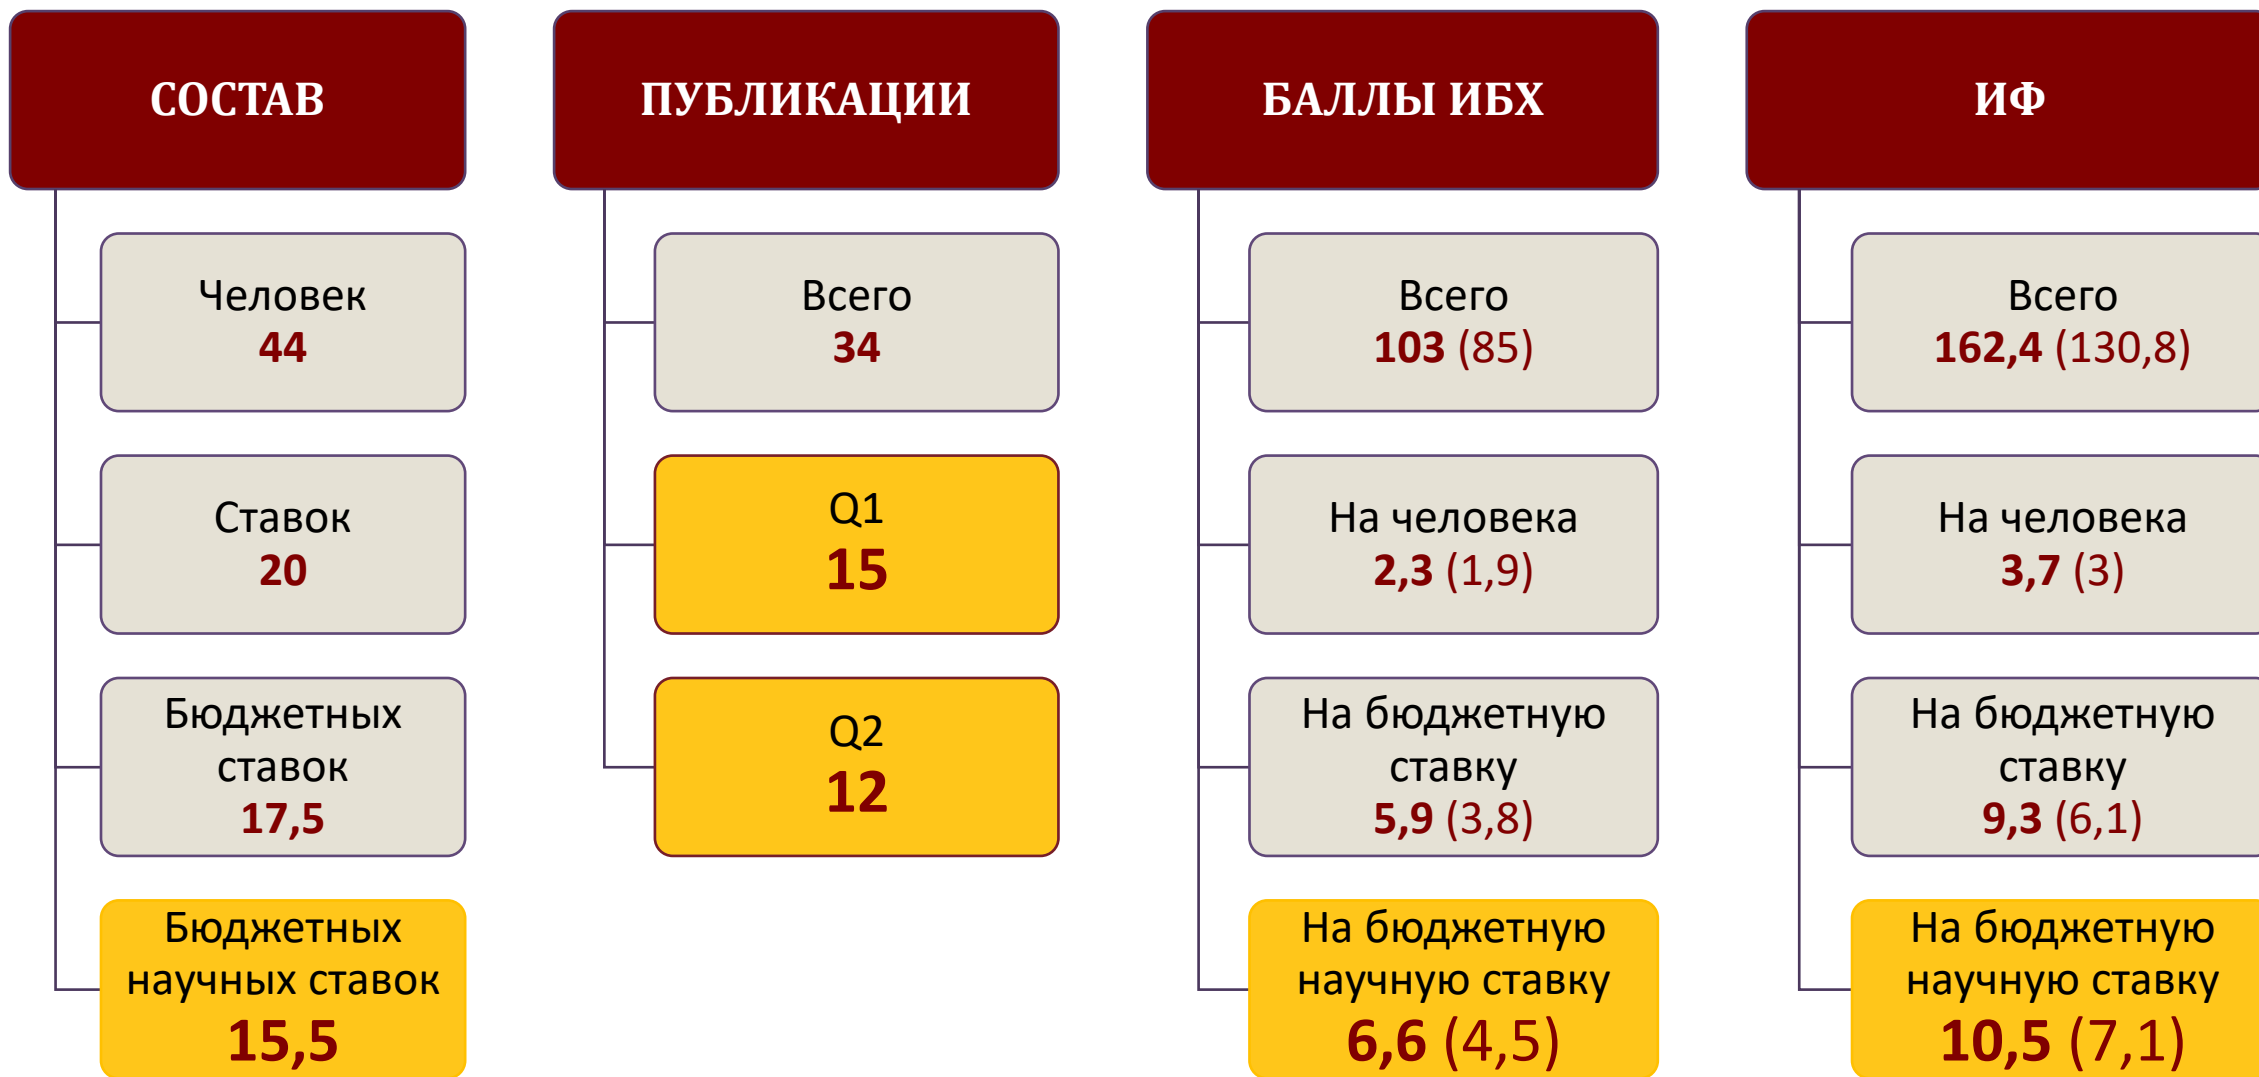 СОСТАВ
Человек
44
Ставок
20
Бюджетных
ставок
17,5
Бюджетных
научных ставок
15,5
ПУБЛИКАЦИИ
Всего
34
Q1
15
Q2
12
БАЛЛЫ ИБХ
Всего
103 (85)
На человека
2,3 (1,9)
На бюджетную
ставку
5,9 (3,8)
На бюджетную
научную ставку
6,6 (4,5)
ИФ
Всего
162,4 (130,8)
На человека
3,7 (3)
На бюджетную
ставку
9,3 (6,1)
На бюджетную
научную ставку
10,5 (7,1)